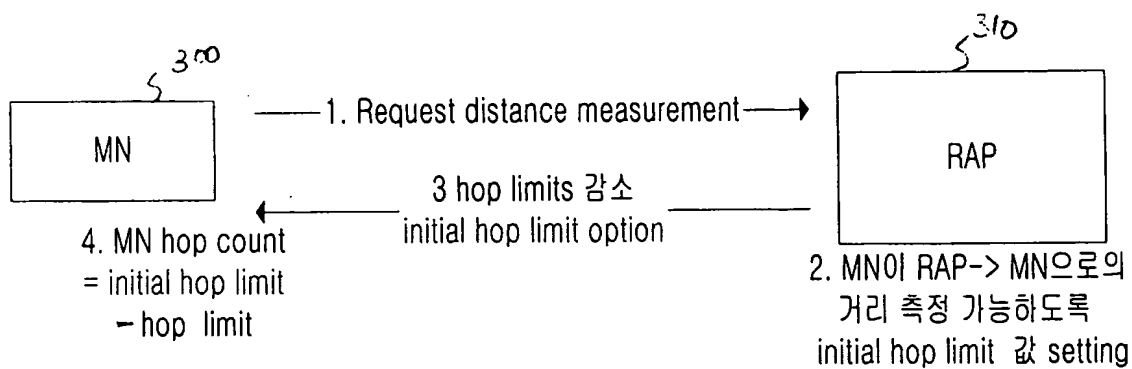 300
310
1. Request distance measurement
MN
RAP
3 hop limits 감소
initial hop limit option
4. MN hop count
= initial hop limit
- hop limit
2. MN이 RAP-> MN으로의
거리 측정 가능하도록
initial hop limit 값 setting